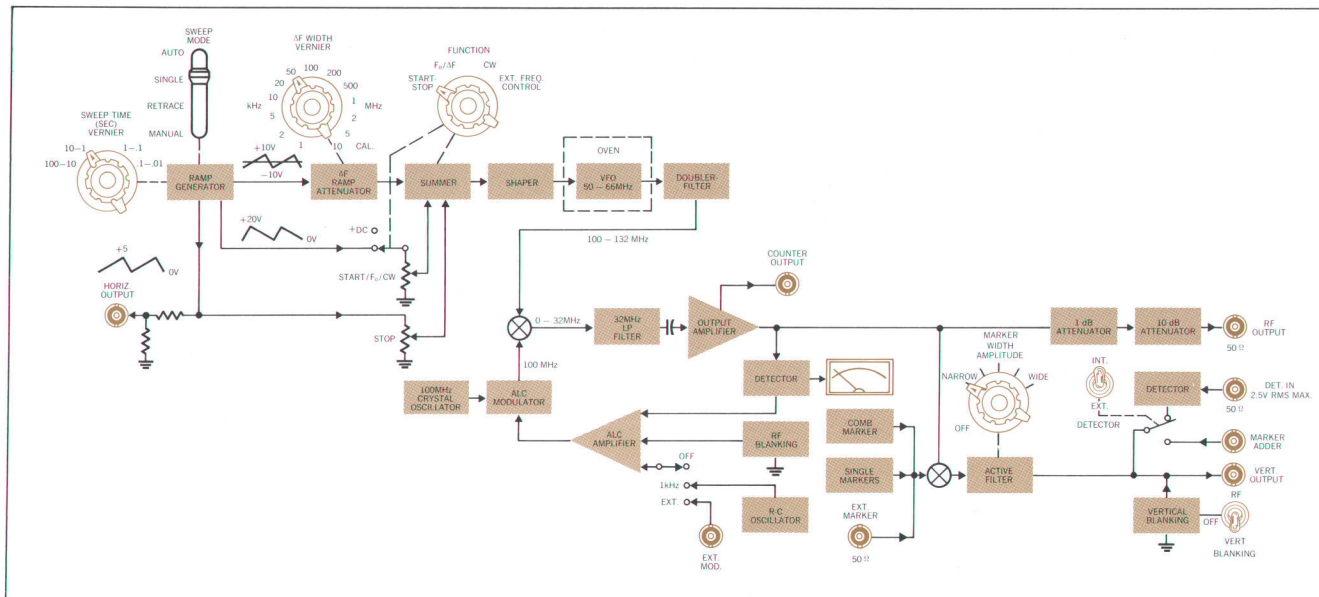 SWEEP
MODE
AUTO
SINGLE
RETRACE
MANUAL
ΔF WIDTH
VERNIER
kHz
1
2
5
10
20
50
100
200
500
1
MHz
2
5
10
CAL.
FUNCTION
START-
STOP
F₀/ΔF
CW
EXT. FREQ.
CONTROL
SWEEP TIME
(SEC)
VERNIER
100–10
10–1
1–.1
1–.01
RAMP
GENERATOR
+10V
−10V
ΔF
RAMP
ATTENUATOR
SUMMER
SHAPER
OVEN
VFO
50 – 66MHz
DOUBLER-
FILTER
+20V
0V
+DC
START/F₀/CW
100 – 132 MHz
+5
0V
HORIZ.
OUTPUT
STOP
COUNTER
OUTPUT
0 – 32MHz
32MHz
LP
FILTER
OUTPUT
AMPLIFIER
1 dB
ATTENUATOR
10 dB
ATTENUATOR
RF
OUTPUT
50 Ω
100 MHz
100MHz
CRYSTAL
OSCILLATOR
ALC
MODULATOR
DETECTOR
MARKER
WIDTH
AMPLITUDE
NARROW
WIDE
OFF
INT.
EXT.
DETECTOR
DETECTOR
DET. IN
2.5V RMS MAX.
50 Ω
ALC
AMPLIFIER
RF
BLANKING
COMB
MARKER
MARKER
ADDER
OFF
1kHz
EXT.
R-C
OSCILLATOR
SINGLE
MARKERS
ACTIVE
FILTER
VERT.
OUTPUT
EXT.
MOD.
EXT.
MARKER
50 Ω
VERTICAL
BLANKING
RF
OFF
VERT
BLANKING